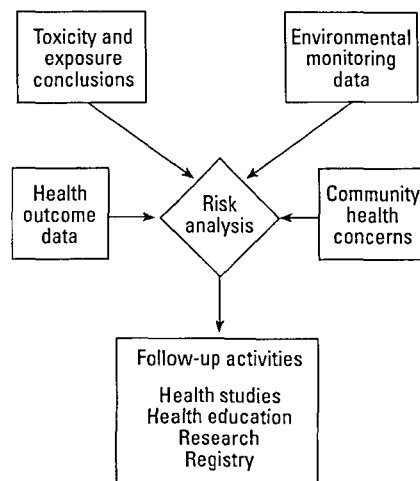 Toxicity and
exposure
conclusions
Environmental
monitoring
data
Health
outcome
data
Risk
analysis
Community
health
concerns
Follow-up activities
Health studies
Health education
Research
Registry